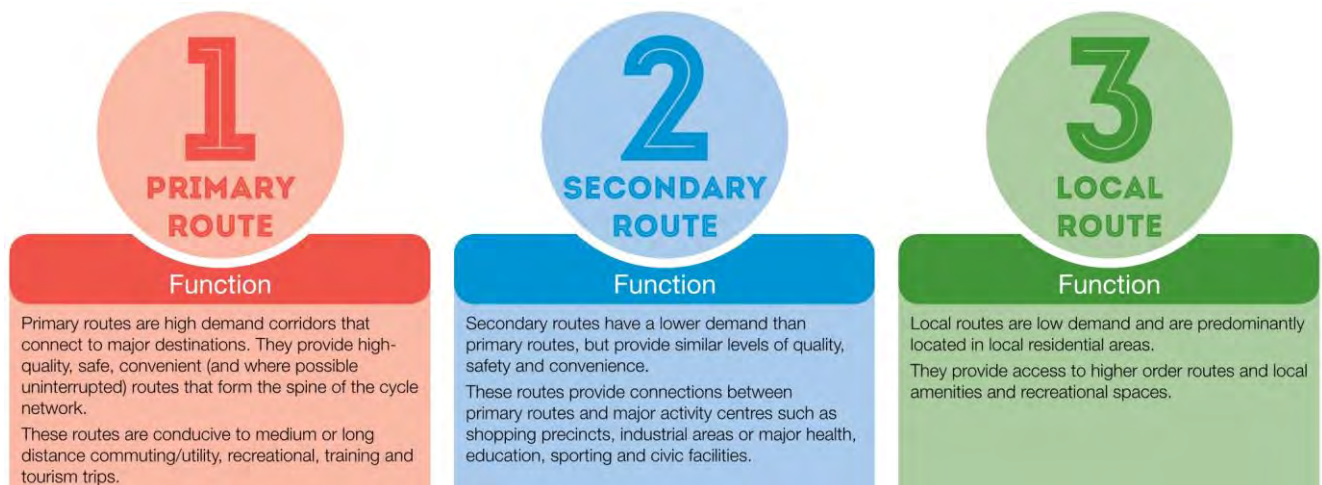 1
PRIMARY
ROUTE
Function
Primary routes are high demand corridors that
connect to major destinations. They provide high-
quality, safe, convenient (and where possible
uninterrupted) routes that form the spine of the cycle
network.
These routes are conducive to medium or long
distance commuting/utility, recreational, training and
tourism trips.
2
SECONDARY
ROUTE
Function
Secondary routes have a lower demand than
primary routes, but provide similar levels of quality,
safety and convenience.
These routes provide connections between
primary routes and major activity centres such as
shopping precincts, industrial areas or major health,
education, sporting and civic facilities.
3
LOCAL
ROUTE
Function
Local routes are low demand and are predominantly
located in local residential areas.
They provide access to higher order routes and local
amenities and recreational spaces.